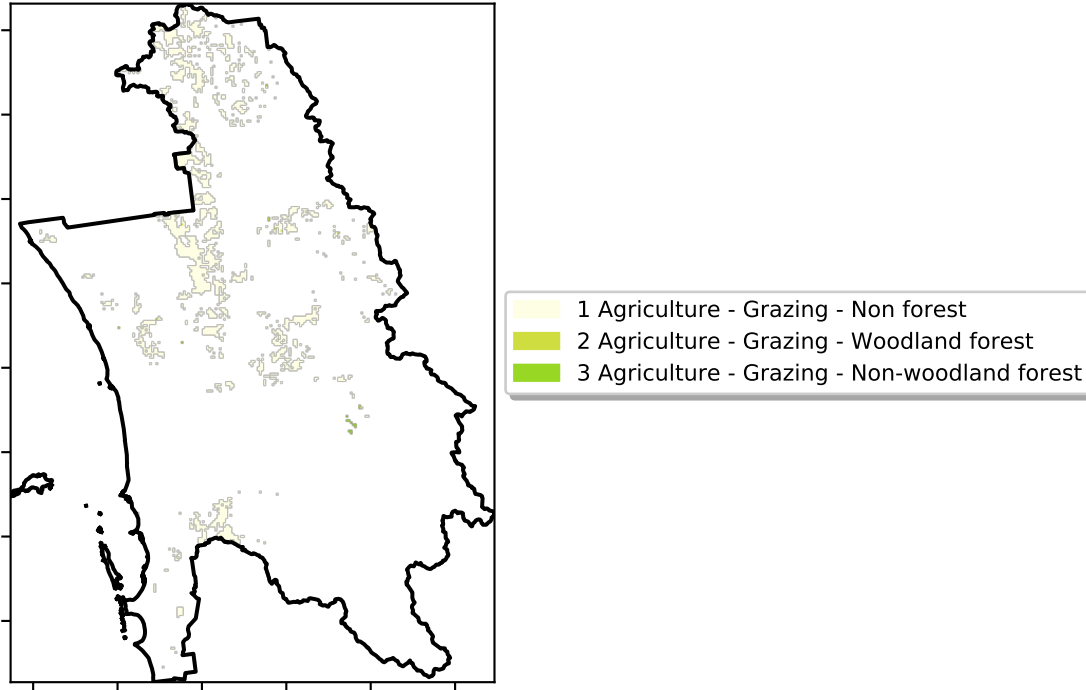 1 Agriculture - Grazing - Non forest
2 Agriculture - Grazing - Woodland forest
3 Agriculture - Grazing - Non-woodland forest